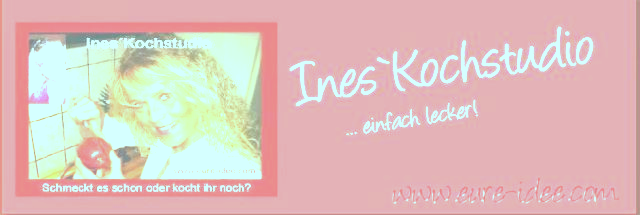 Ines´Kochstudio
Schmeckt es schon oder kocht ihr noch?
Ines`Kochstudio
... einfach lecker!
www.eure-idee.com